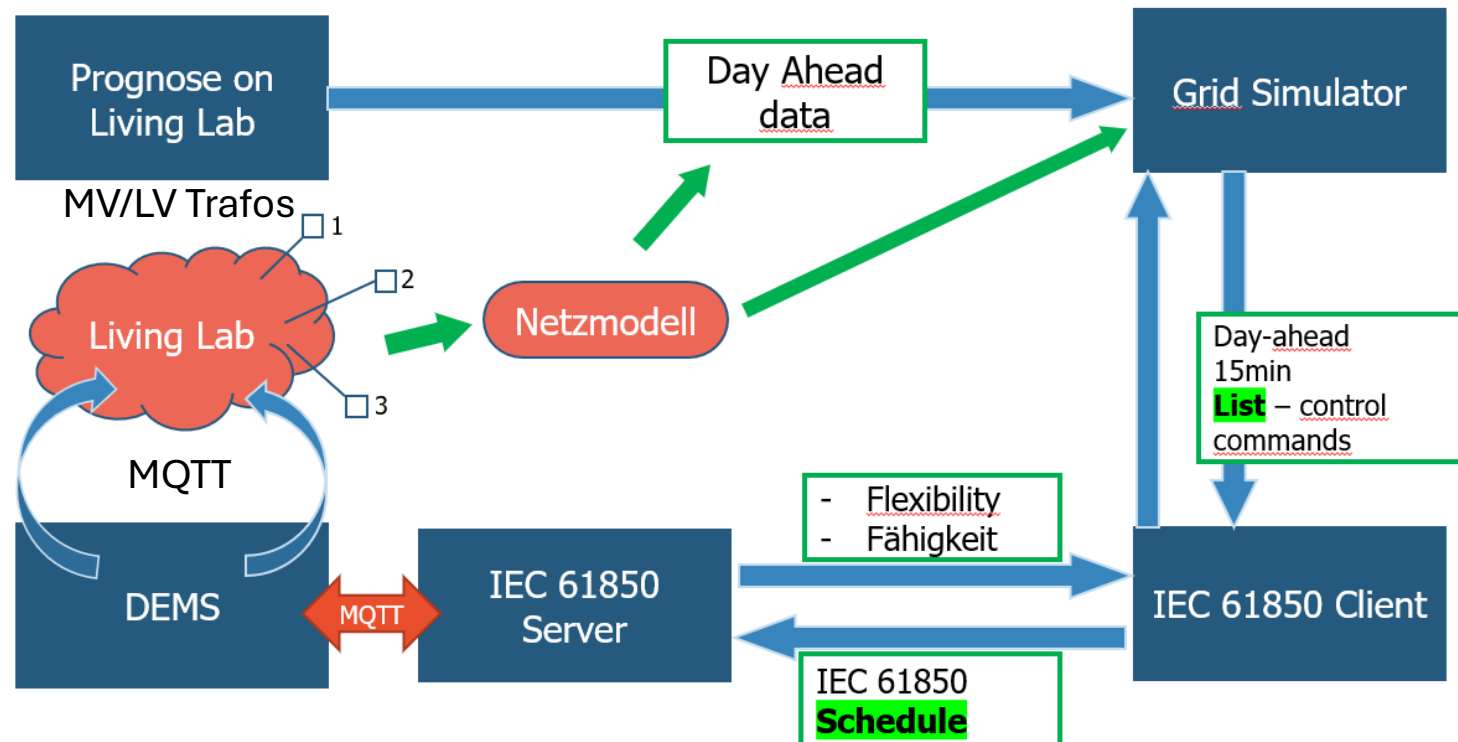 Prognose on
Living Lab
Day Ahead
data
Grid Simulator
MV/LV Trafos
1
2
3
Living Lab
Netzmodell
Day-ahead
15min
List – control
commands
MQTT
- Flexibility
- Fähigkeit
DEMS
MQTT
IEC 61850
Server
IEC 61850 Client
IEC 61850
Schedule